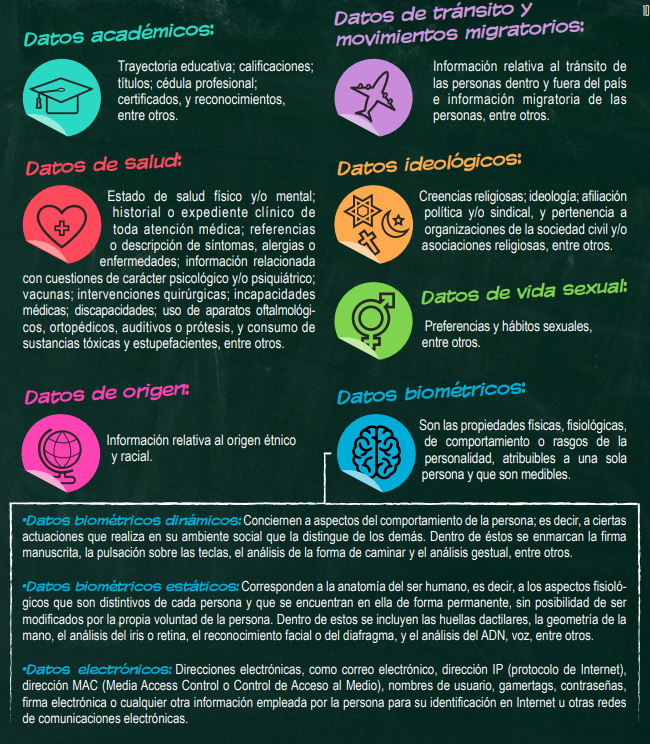 10
Datos académicos:
Trayectoria educativa; calificaciones;
títulos; cédula profesional;
certificados, y reconocimientos,
entre otros.
Datos de tránsito y
movimientos migratorios:
Información relativa al tránsito de
las personas dentro y fuera del país
e información migratoria de las
personas, entre otros.
Datos de salud:
Estado de salud físico y/o mental;
historial o expediente clínico de
toda atención médica; referencias
o descripción de síntomas, alergias o
enfermedades; información relacionada
con cuestiones de carácter psicológico y/o psiquiátrico;
vacunas; intervenciones quirúrgicas; incapacidades
médicas; discapacidades; uso de aparatos oftalmológi-
cos, ortopédicos, auditivos o prótesis, y consumo de
sustancias tóxicas y estupefacientes, entre otros.
Datos ideológicos:
Creencias religiosas; ideología; afiliación
política y/o sindical, y pertenencia a
organizaciones de la sociedad civil y/o
asociaciones religiosas, entre otros.
Datos de vida sexual:
Preferencias y hábitos sexuales,
entre otros.
Datos de origen:
Información relativa al origen étnico
y racial.
Datos biométricos:
Son las propiedades físicas, fisiológicas,
de comportamiento o rasgos de la
personalidad, atribuibles a una sola
persona y que son medibles.
•Datos biométricos dinámicos: Conciernen a aspectos del comportamiento de la persona; es decir, a ciertas
actuaciones que realiza en su ambiente social que la distingue de los demás. Dentro de éstos se enmarcan la firma
manuscrita, la pulsación sobre las teclas, el análisis de la forma de caminar y el análisis gestual, entre otros.
•Datos biométricos estáticos: Corresponden a la anatomía del ser humano, es decir, a los aspectos fisioló-
gicos que son distintivos de cada persona y que se encuentran en ella de forma permanente, sin posibilidad de ser
modificados por la propia voluntad de la persona. Dentro de estos se incluyen las huellas dactilares, la geometría de la
mano, el análisis del iris o retina, el reconocimiento facial o del diafragma, y el análisis del ADN, voz, entre otros.
•Datos electrónicos: Direcciones electrónicas, como correo electrónico, dirección IP (protocolo de Internet),
dirección MAC (Media Access Control o Control de Acceso al Medio), nombres de usuario, gamertags, contraseñas,
firma electrónica o cualquier otra información empleada por la persona para su identificación en Internet u otras redes
de comunicaciones electrónicas.